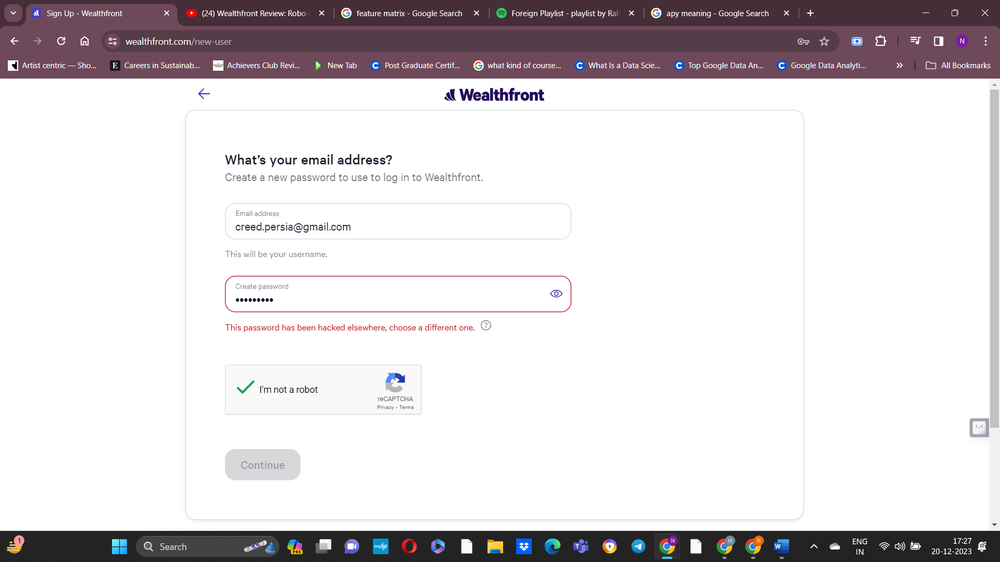 Sign Up - Wealthfront
(24) Wealthfront Review: Robo-
feature matrix - Google Search
Foreign Playlist - playlist by Rah
apy meaning - Google Search
wealthfront.com/new-user
N
Artist centric — Sho...
E
Careers in Sustainab...
Achievers Club Revi...
New Tab
Post Graduate Certif...
what kind of course...
What Is a Data Scie...
Top Google Data An...
Google Data Analyti...
All Bookmarks
Wealthfront
What's your email address?
Create a new password to use to log in to Wealthfront.
Email address
creed.persia@gmail.com
This will be your username.
Create password
•••••••••
This password has been hacked elsewhere, choose a different one.
?
I'm not a robot
reCAPTCHA
Privacy - Terms
Continue
1
Search
PRE
myhp
N
H
R
W
ENG
IN
17:27
20-12-2023